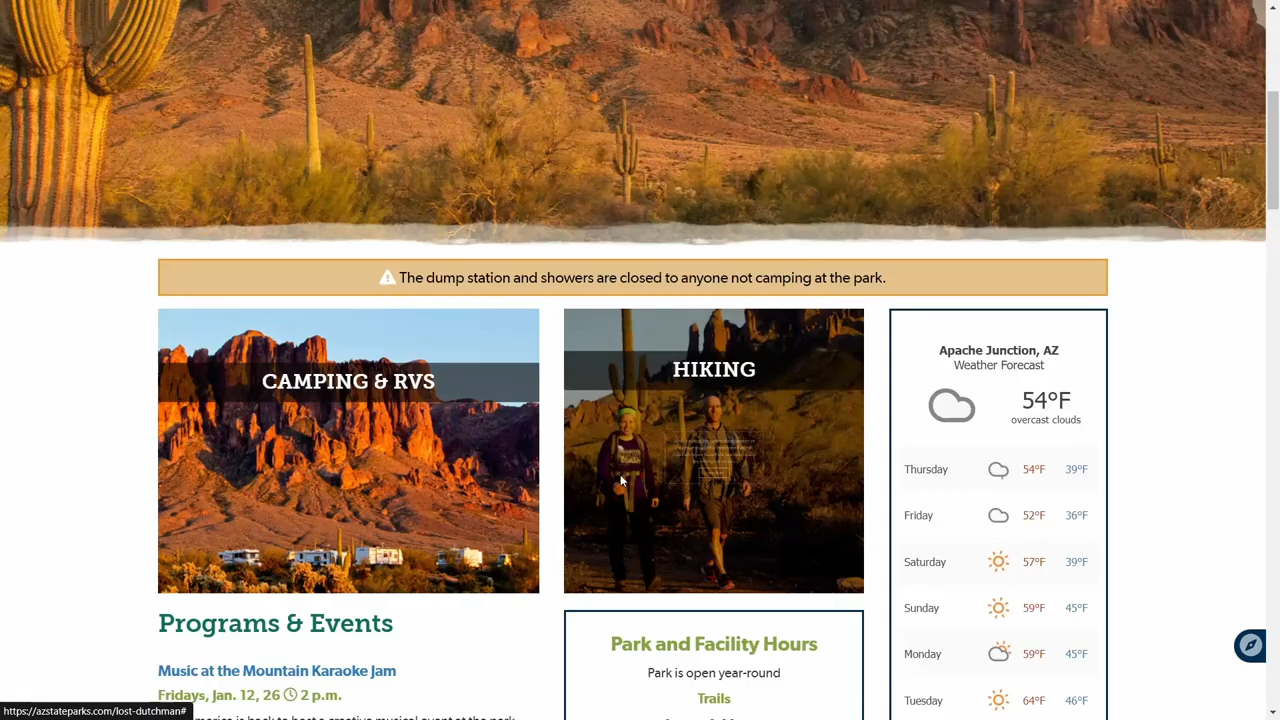 The dump station and showers are closed to anyone not camping at the park.
CAMPING & RVS
HIKING
Apache Junction, AZ
Weather Forecast
54°F
overcast clouds
Thursday 54°F 39°F
Friday 52°F 36°F
Saturday 57°F 39°F
Sunday 59°F 45°F
Monday 59°F 45°F
Tuesday 64°F 46°F
Programs & Events
Music at the Mountain Karaoke Jam
Fridays, Jan. 12, 26 2 p.m.
Park and Facility Hours
Park is open year-round
Trails
https://azstateparks.com/lost-dutchman#